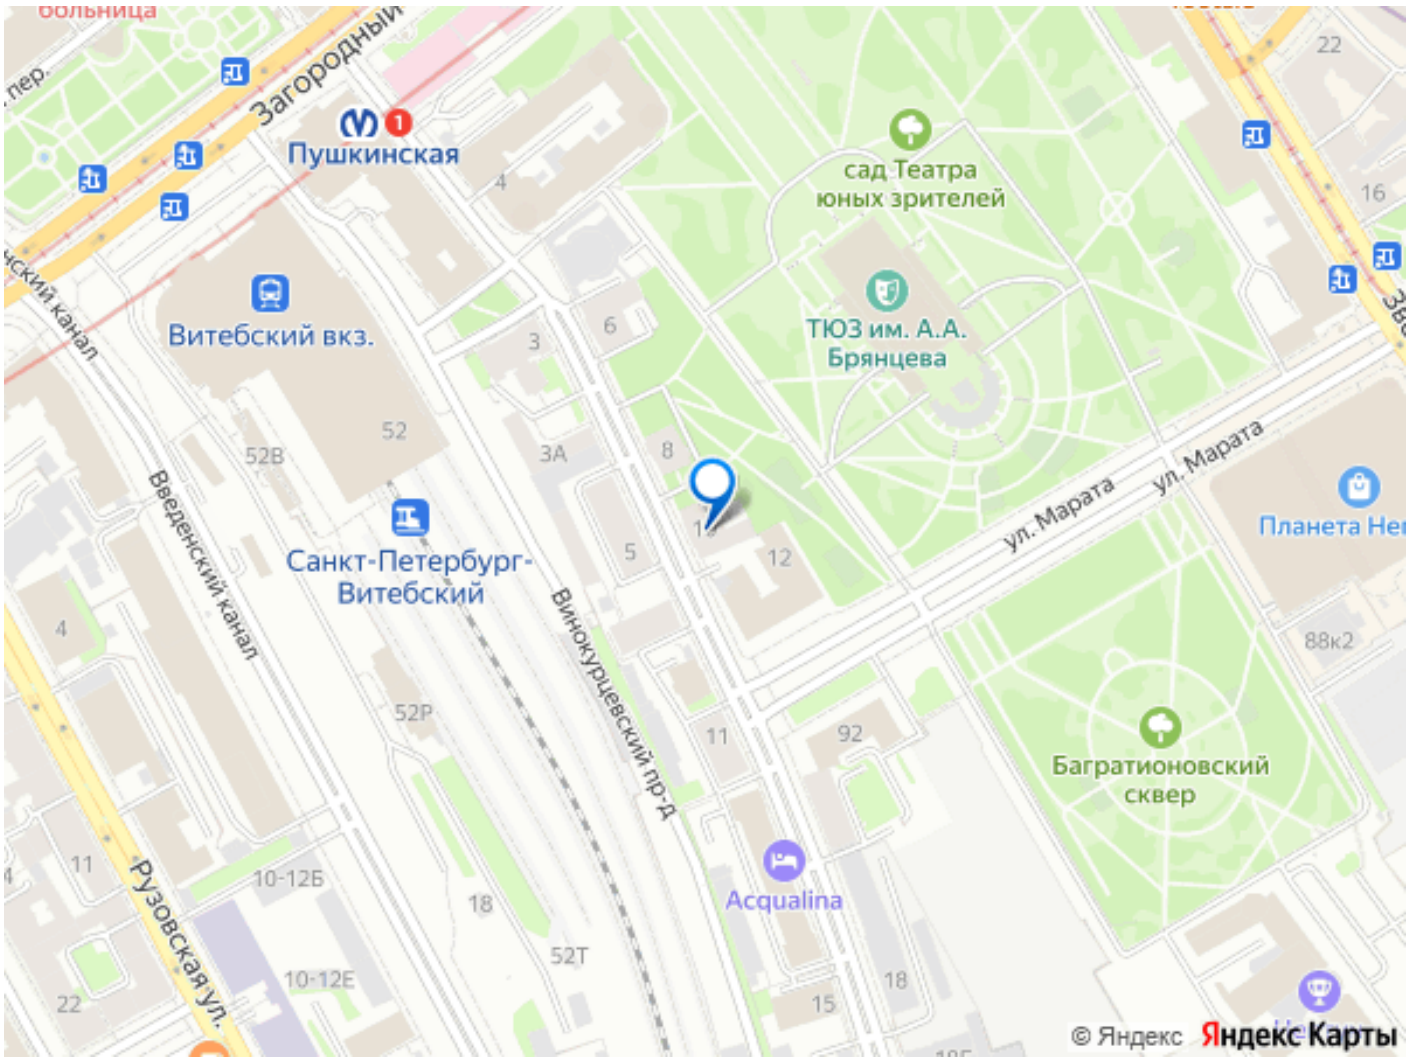 больница
пер.
Загородный
22
1
Пушкинская
4
сад Театра
юных зрителей
16
Витебский вкз.
3
6
ТЮЗ им. А.А.
Брянцева
52
52В
3А
8
ул. Марата
ул. Марата
Введенский канал
Санкт-Петербург-
Витебский
5
12
Планета
4
Винокурцевский пр-д
88к2
52Р
11
92
Багратионовский
сквер
11
Рузовская ул.
10-12Б
18
Acqualina
52Т
10-12Е
22
18
15
© Яндекс Яндекс Карты